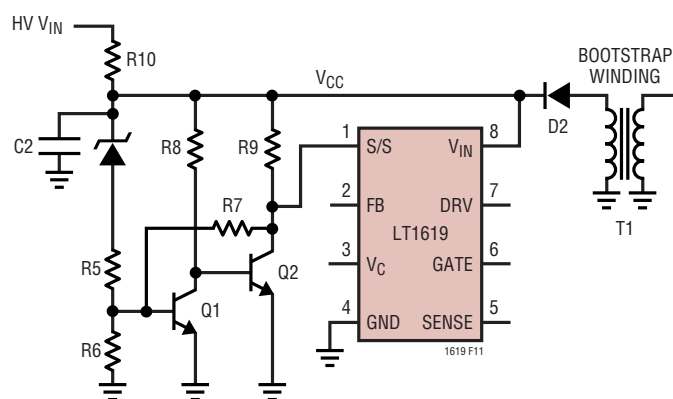 HV VIN
R10
VCC
BOOTSTRAP
WINDING
D2
C2
R8
R9
1
S/S
VIN
8
R7
2
FB
DRV
7
LT1619
T1
R5
Q2
3
VC
GATE
6
Q1
4
GND
SENSE
5
R6
1619 F11